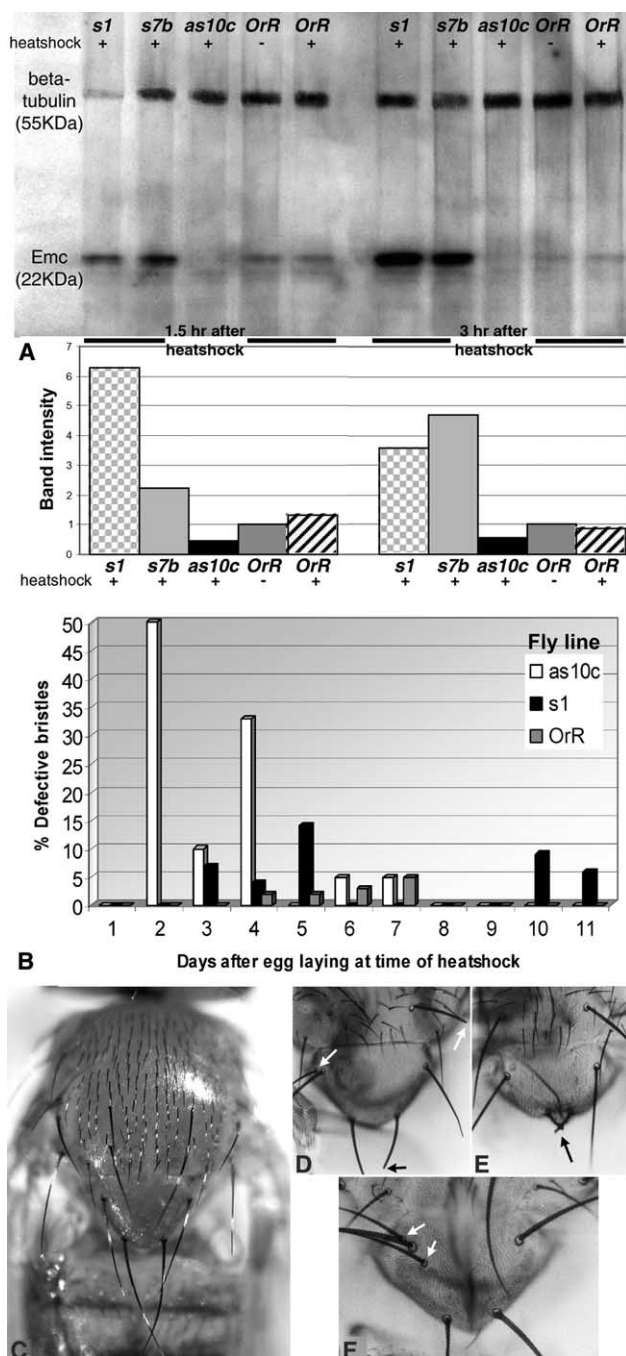 s1 s7b as10c OrR OrR s1 s7b as10c OrR OrR
heatshock + + + - + + + + - +
beta-
tubulin
(55KDa)
Emc
(22KDa)
1.5 hr after
heatshock
3 hr after
heatshock
A
Band intensity
7
6
5
4
3
2
1
0
s1 s7b as10c OrR OrR s1 s7b as10c OrR OrR
heatshock + + + - + + + + - +
% Defective bristles
50
45
40
35
30
25
20
15
10
5
0
Fly line
as10c
s1
OrR
1 2 3 4 5 6 7 8 9 10 11
B
Days after egg laying at time of heatshock
C
D
E
F